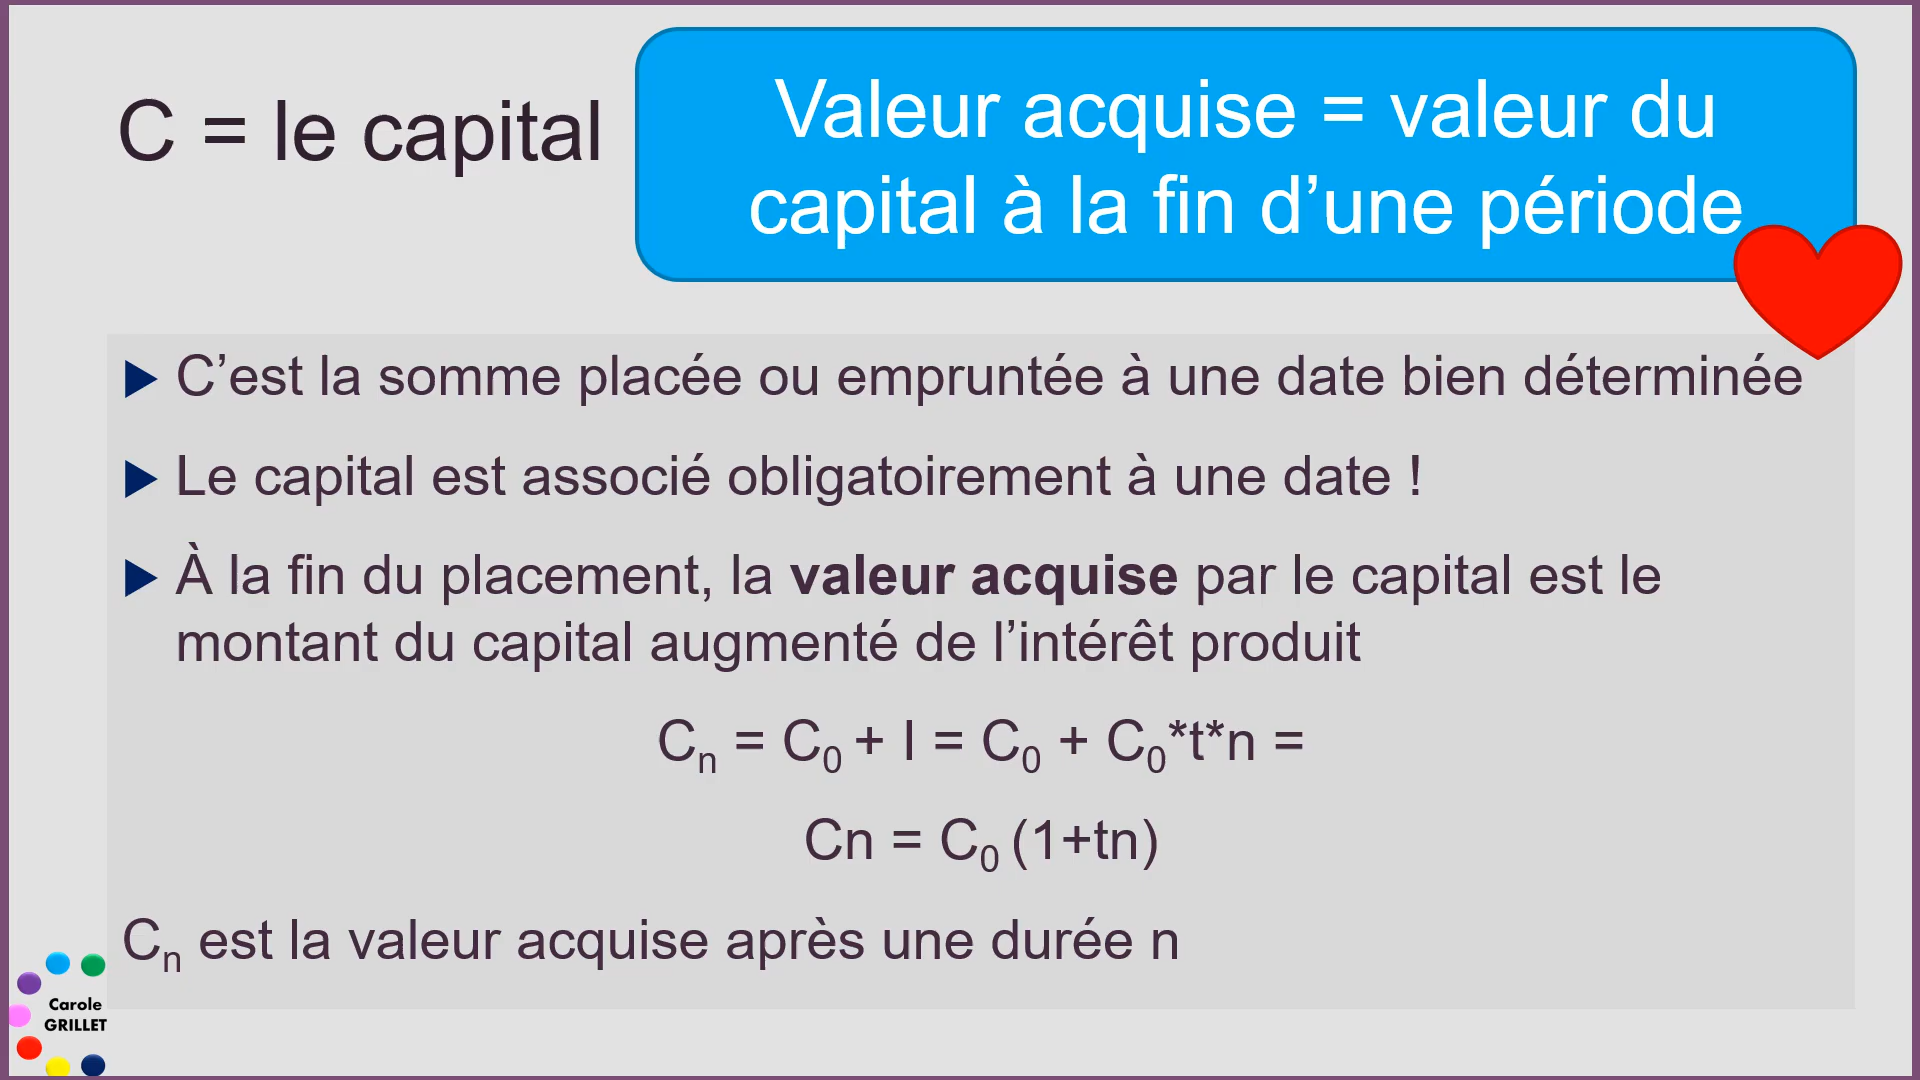 C = le capital
Valeur acquise = valeur du
capital à la fin d’une période
C’est la somme placée ou empruntée à une date bien déterminée
Le capital est associé obligatoirement à une date !
À la fin du placement, la valeur acquise par le capital est le
montant du capital augmenté de l’intérêt produit
Cₙ = C₀ + I = C₀ + C₀*t*n =
Cn = C₀ (1+tn)
Cₙ est la valeur acquise après une durée n
Carole
GRILLET